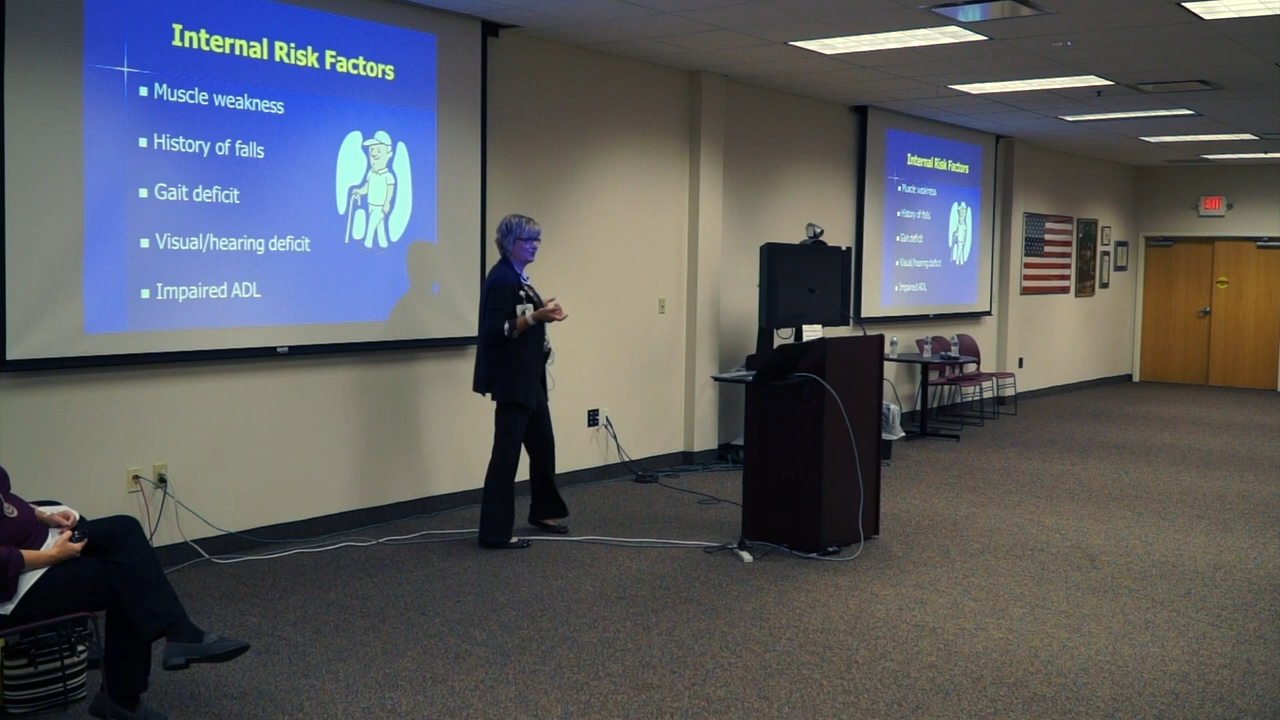 Internal Risk Factors
■ Muscle weakness
■ History of falls
■ Gait deficit
■ Visual/hearing deficit
■ Impaired ADL
Internal Risk Factors
■ Muscle weakness
■ History of falls
■ Gait deficit
■ Visual/hearing deficit
■ Impaired ADL
EXIT